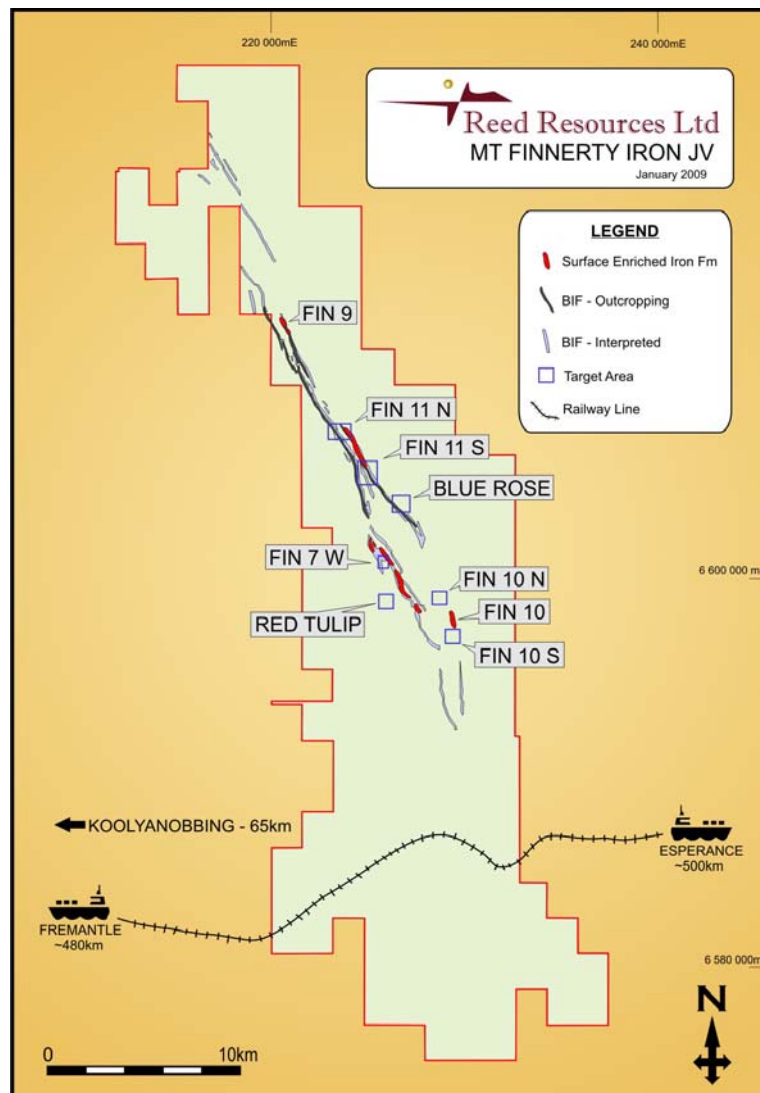 220 000mE
240 000mE
Reed Resources Ltd
MT FINNERTY IRON JV
January 2009
LEGEND
Surface Enriched Iron Fm
BIF - Outcropping
BIF - Interpreted
Target Area
Railway Line
FIN 9
FIN 11 N
FIN 11 S
BLUE ROSE
FIN 7 W
6 600 000 m
FIN 10 N
RED TULIP
FIN 10
FIN 10 S
KOOLYANOBBING - 65km
ESPERANCE
~500km
FREMANTLE
~480km
6 580 000m
N
0
10km